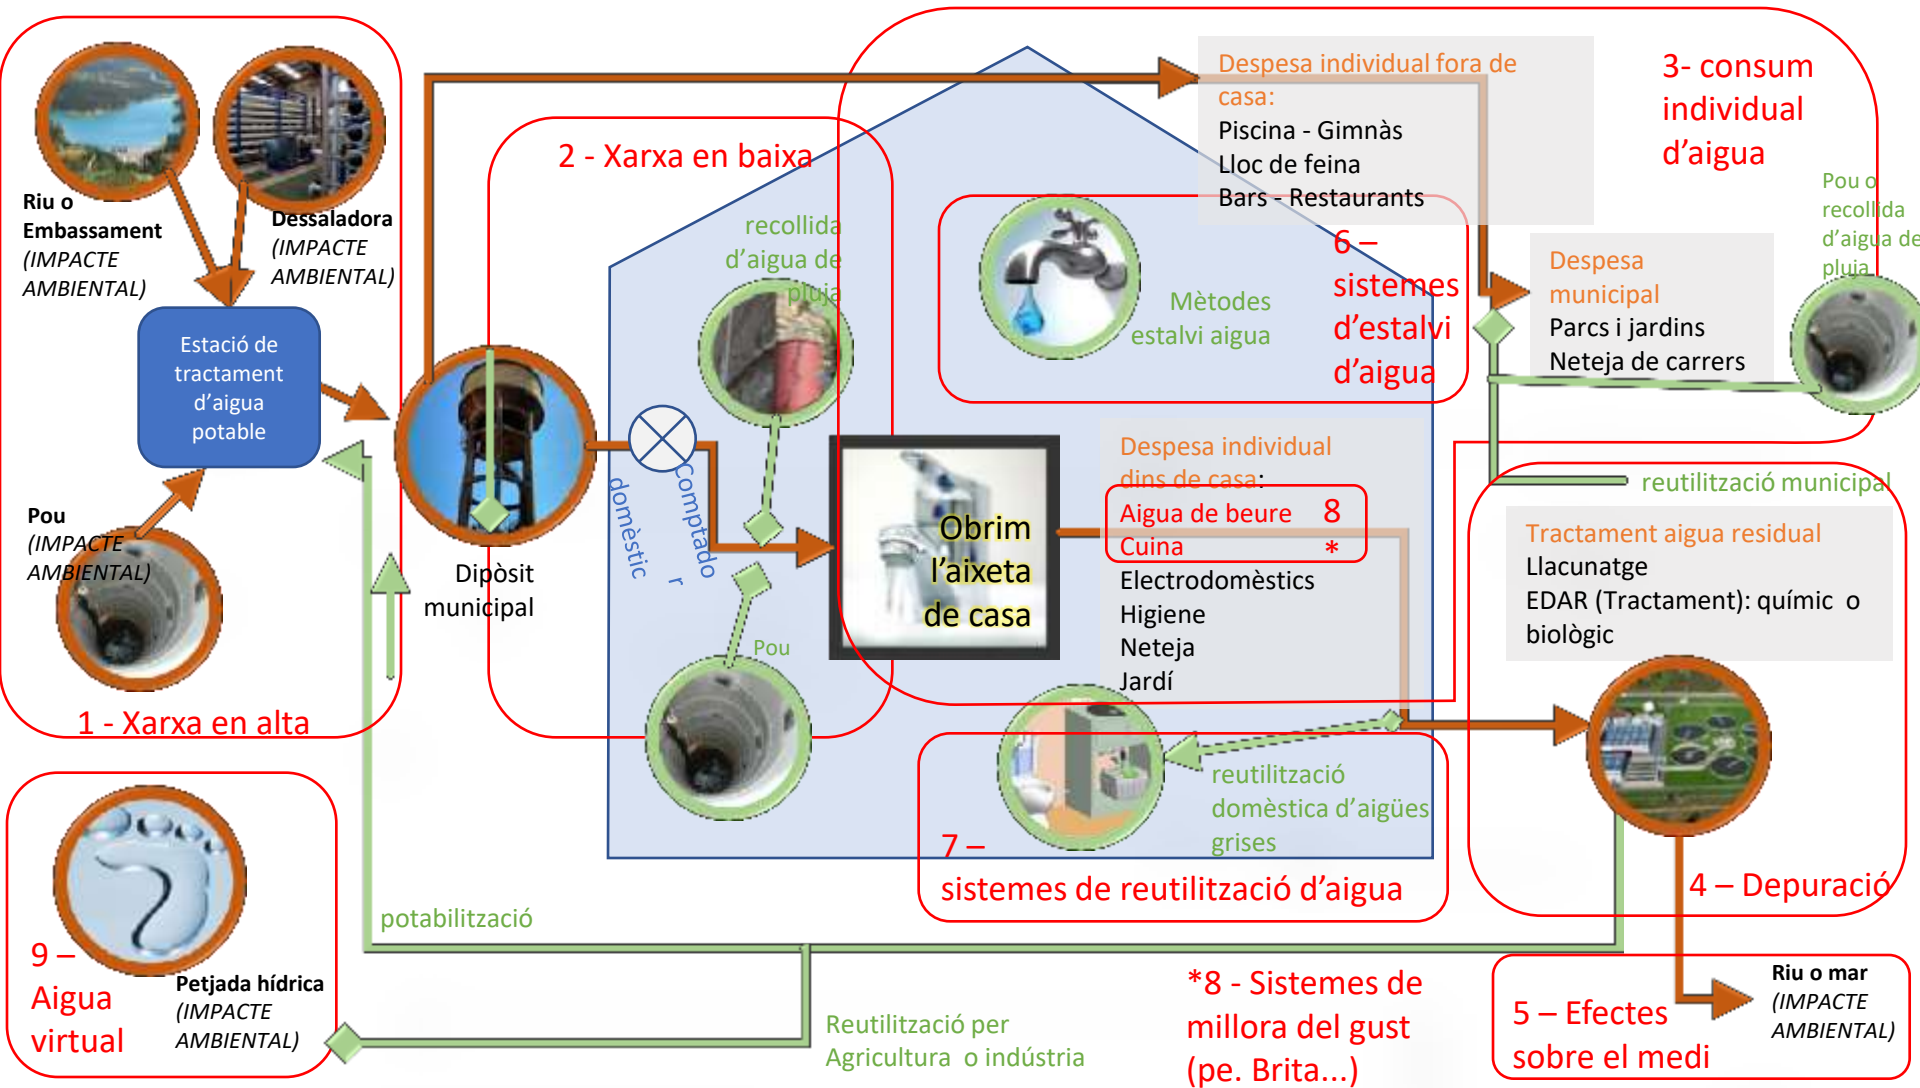 Riu o
Embassament
(IMPACTE
AMBIENTAL)
Dessaladora
(IMPACTE
AMBIENTAL)
Estació de
tractament
d'aigua
potable
Pou
(IMPACTE
AMBIENTAL)
1 - Xarxa en alta
2 - Xarxa en baixa
Dipòsit
municipal
Comptado
r
domèstic
recollida
d'aigua de
pluja
Pou
Obrim
l'aixeta
de casa
Despesa individual fora de
casa:
Piscina - Gimnàs
Lloc de feina
Bars - Restaurants
3- consum
individual
d'aigua
Mètodes
estalvi aigua
6 –
sistemes
d'estalvi
d'aigua
Despesa
municipal
Parcs i jardins
Neteja de carrers
Pou o
recollida
d'aigua de
pluja
Despesa individual
dins de casa:
Aigua de beure 8
Cuina *
Electrodomèstics
Higiene
Neteja
Jardí
reutilització municipal
Tractament aigua residual
Llacunatge
EDAR (Tractament): químic o
biològic
4 – Depuració
reutilització
domèstica d'aigües
grises
7 –
sistemes de reutilització d'aigua
potabilització
9 –
Aigua
virtual
Petjada hídrica
(IMPACTE
AMBIENTAL)
Reutilització per
Agricultura o indústria
*8 - Sistemes de
millora del gust
(pe. Brita...)
5 – Efectes
sobre el medi
Riu o mar
(IMPACTE
AMBIENTAL)